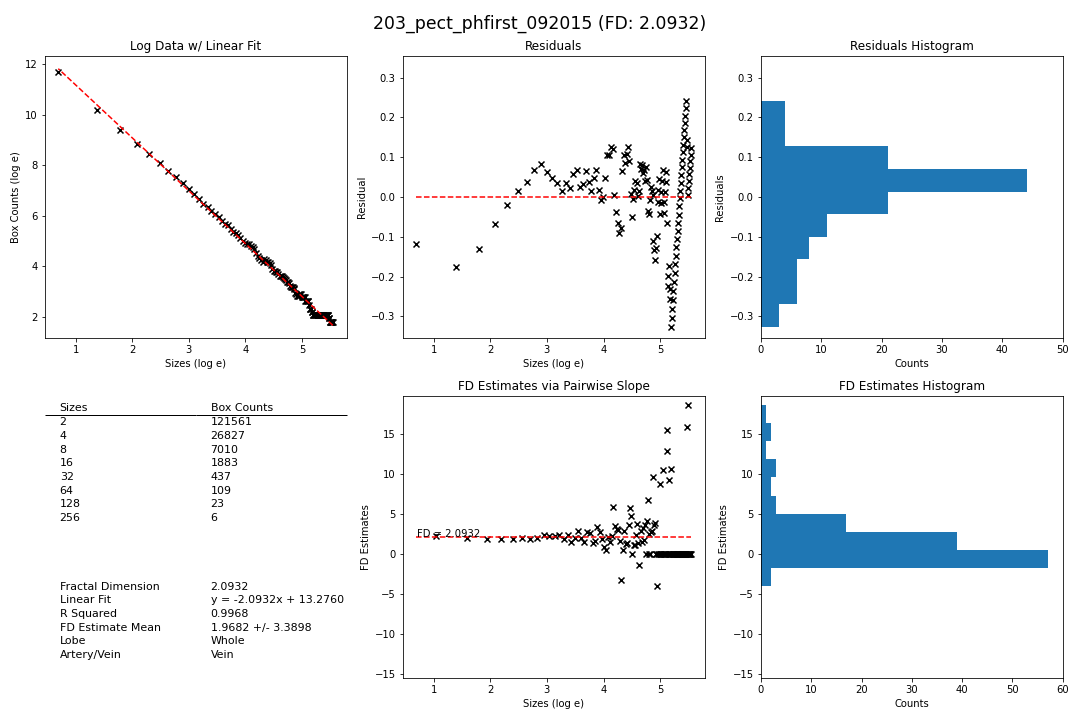 203_pect_phfirst_092015 (FD: 2.0932)
Log Data w/ Linear Fit
Box Counts (log e)
12
10
8
6
4
2
1 2 3 4 5
Sizes (log e)
Residuals
Residual
0.3
0.2
0.1
0.0
−0.1
−0.2
−0.3
1 2 3 4 5
Sizes (log e)
Residuals Histogram
Residuals
0.3
0.2
0.1
0.0
−0.1
−0.2
−0.3
0 10 20 30 40 50
Counts
Sizes Box Counts
2 121561
4 26827
8 7010
16 1883
32 437
64 109
128 23
256 6
Fractal Dimension 2.0932
Linear Fit y = -2.0932x + 13.2760
R Squared 0.9968
FD Estimate Mean 1.9682 +/- 3.3898
Lobe Whole
Artery/Vein Vein
FD Estimates via Pairwise Slope
FD Estimates
15
10
5
0
−5
−10
−15
FD = 2.0932
1 2 3 4 5
Sizes (log e)
FD Estimates Histogram
FD Estimates
15
10
5
0
−5
−10
−15
0 10 20 30 40 50 60
Counts